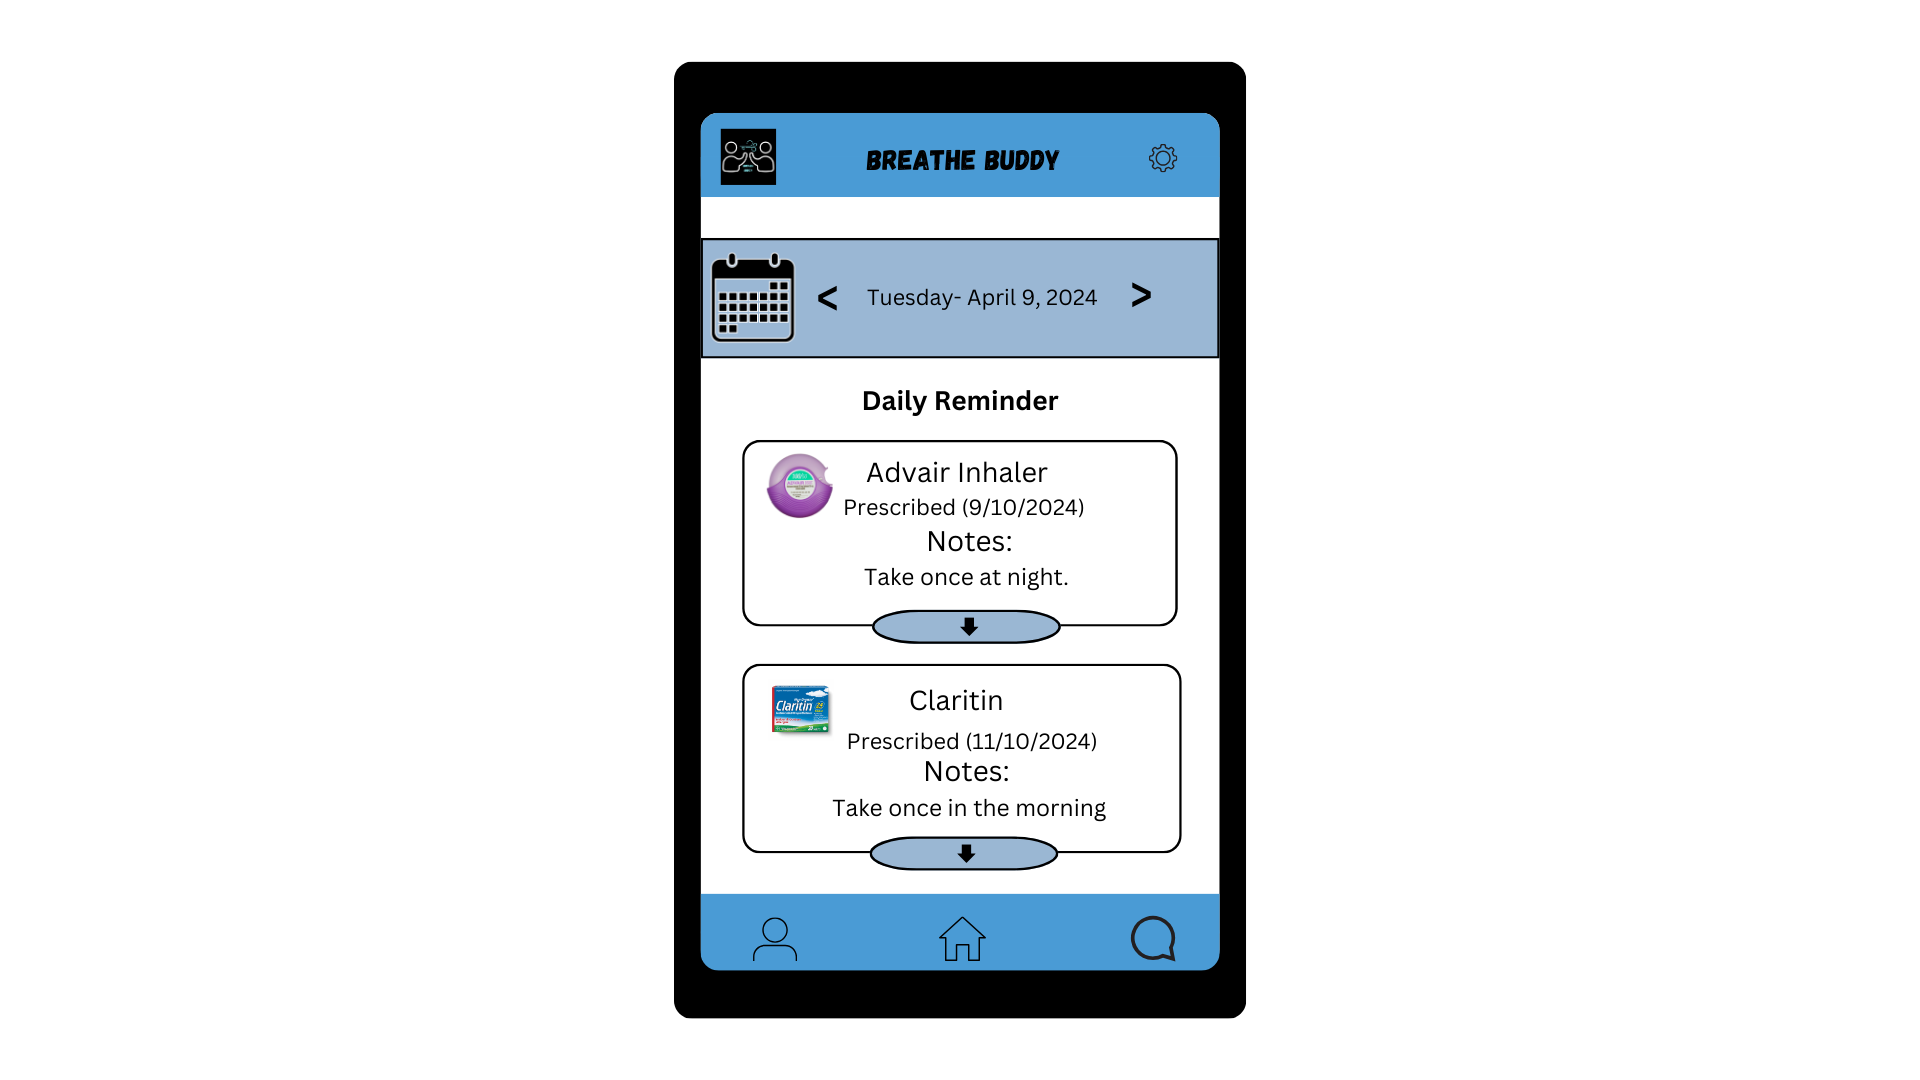 BREATHE BUDDY
< Tuesday- April 9, 2024 >
Daily Reminder
Advair Inhaler
Prescribed (9/10/2024)
Notes:
Take once at night.
Claritin
Claritin
Prescribed (11/10/2024)
Notes:
Take once in the morning